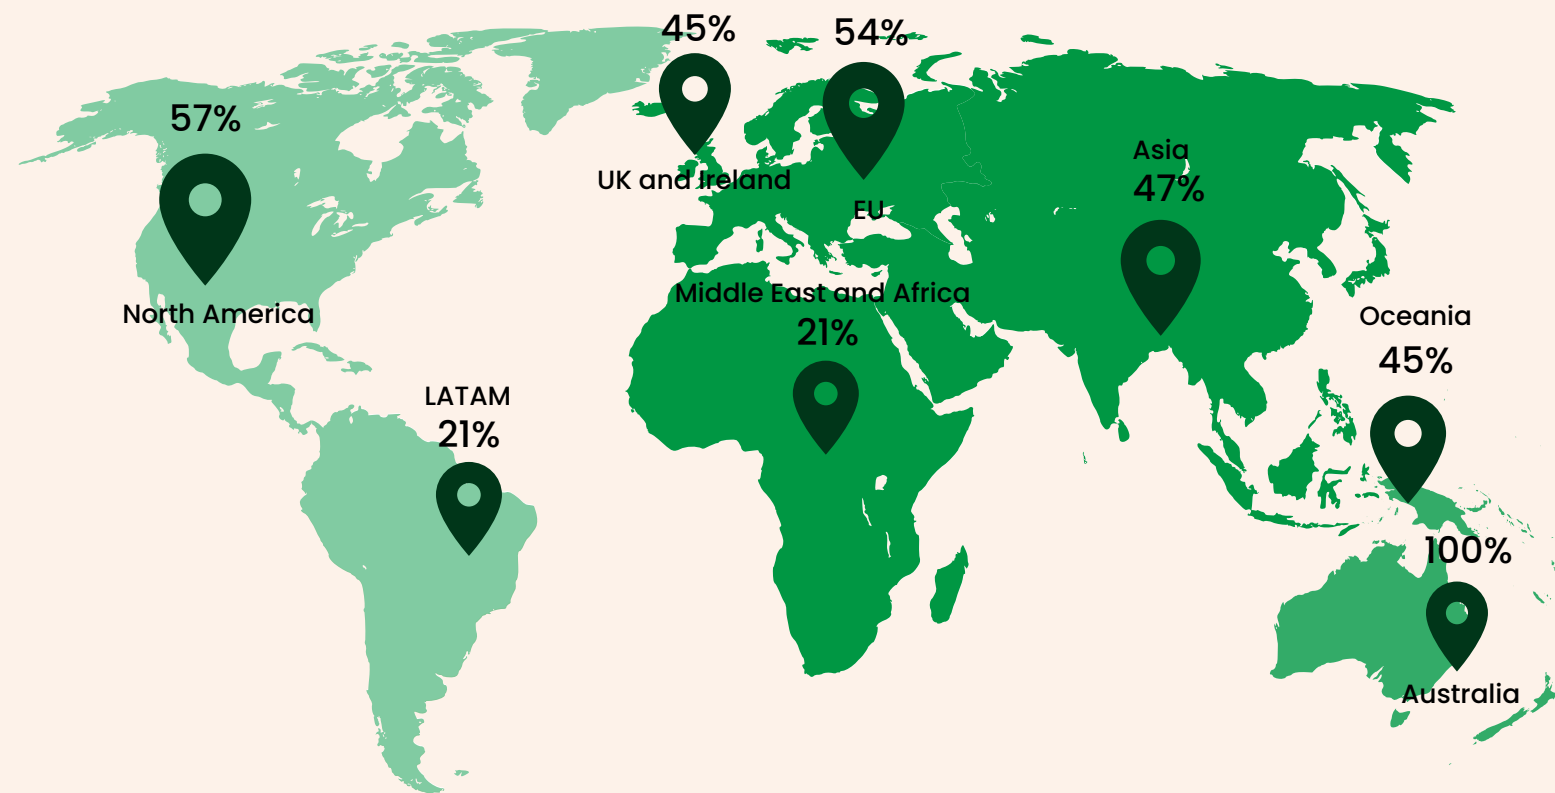 57%
North America
LATAM
21%
45%
UK and Ireland
54%
EU
Middle East and Africa
21%
Asia
47%
Oceania
45%
100%
Australia